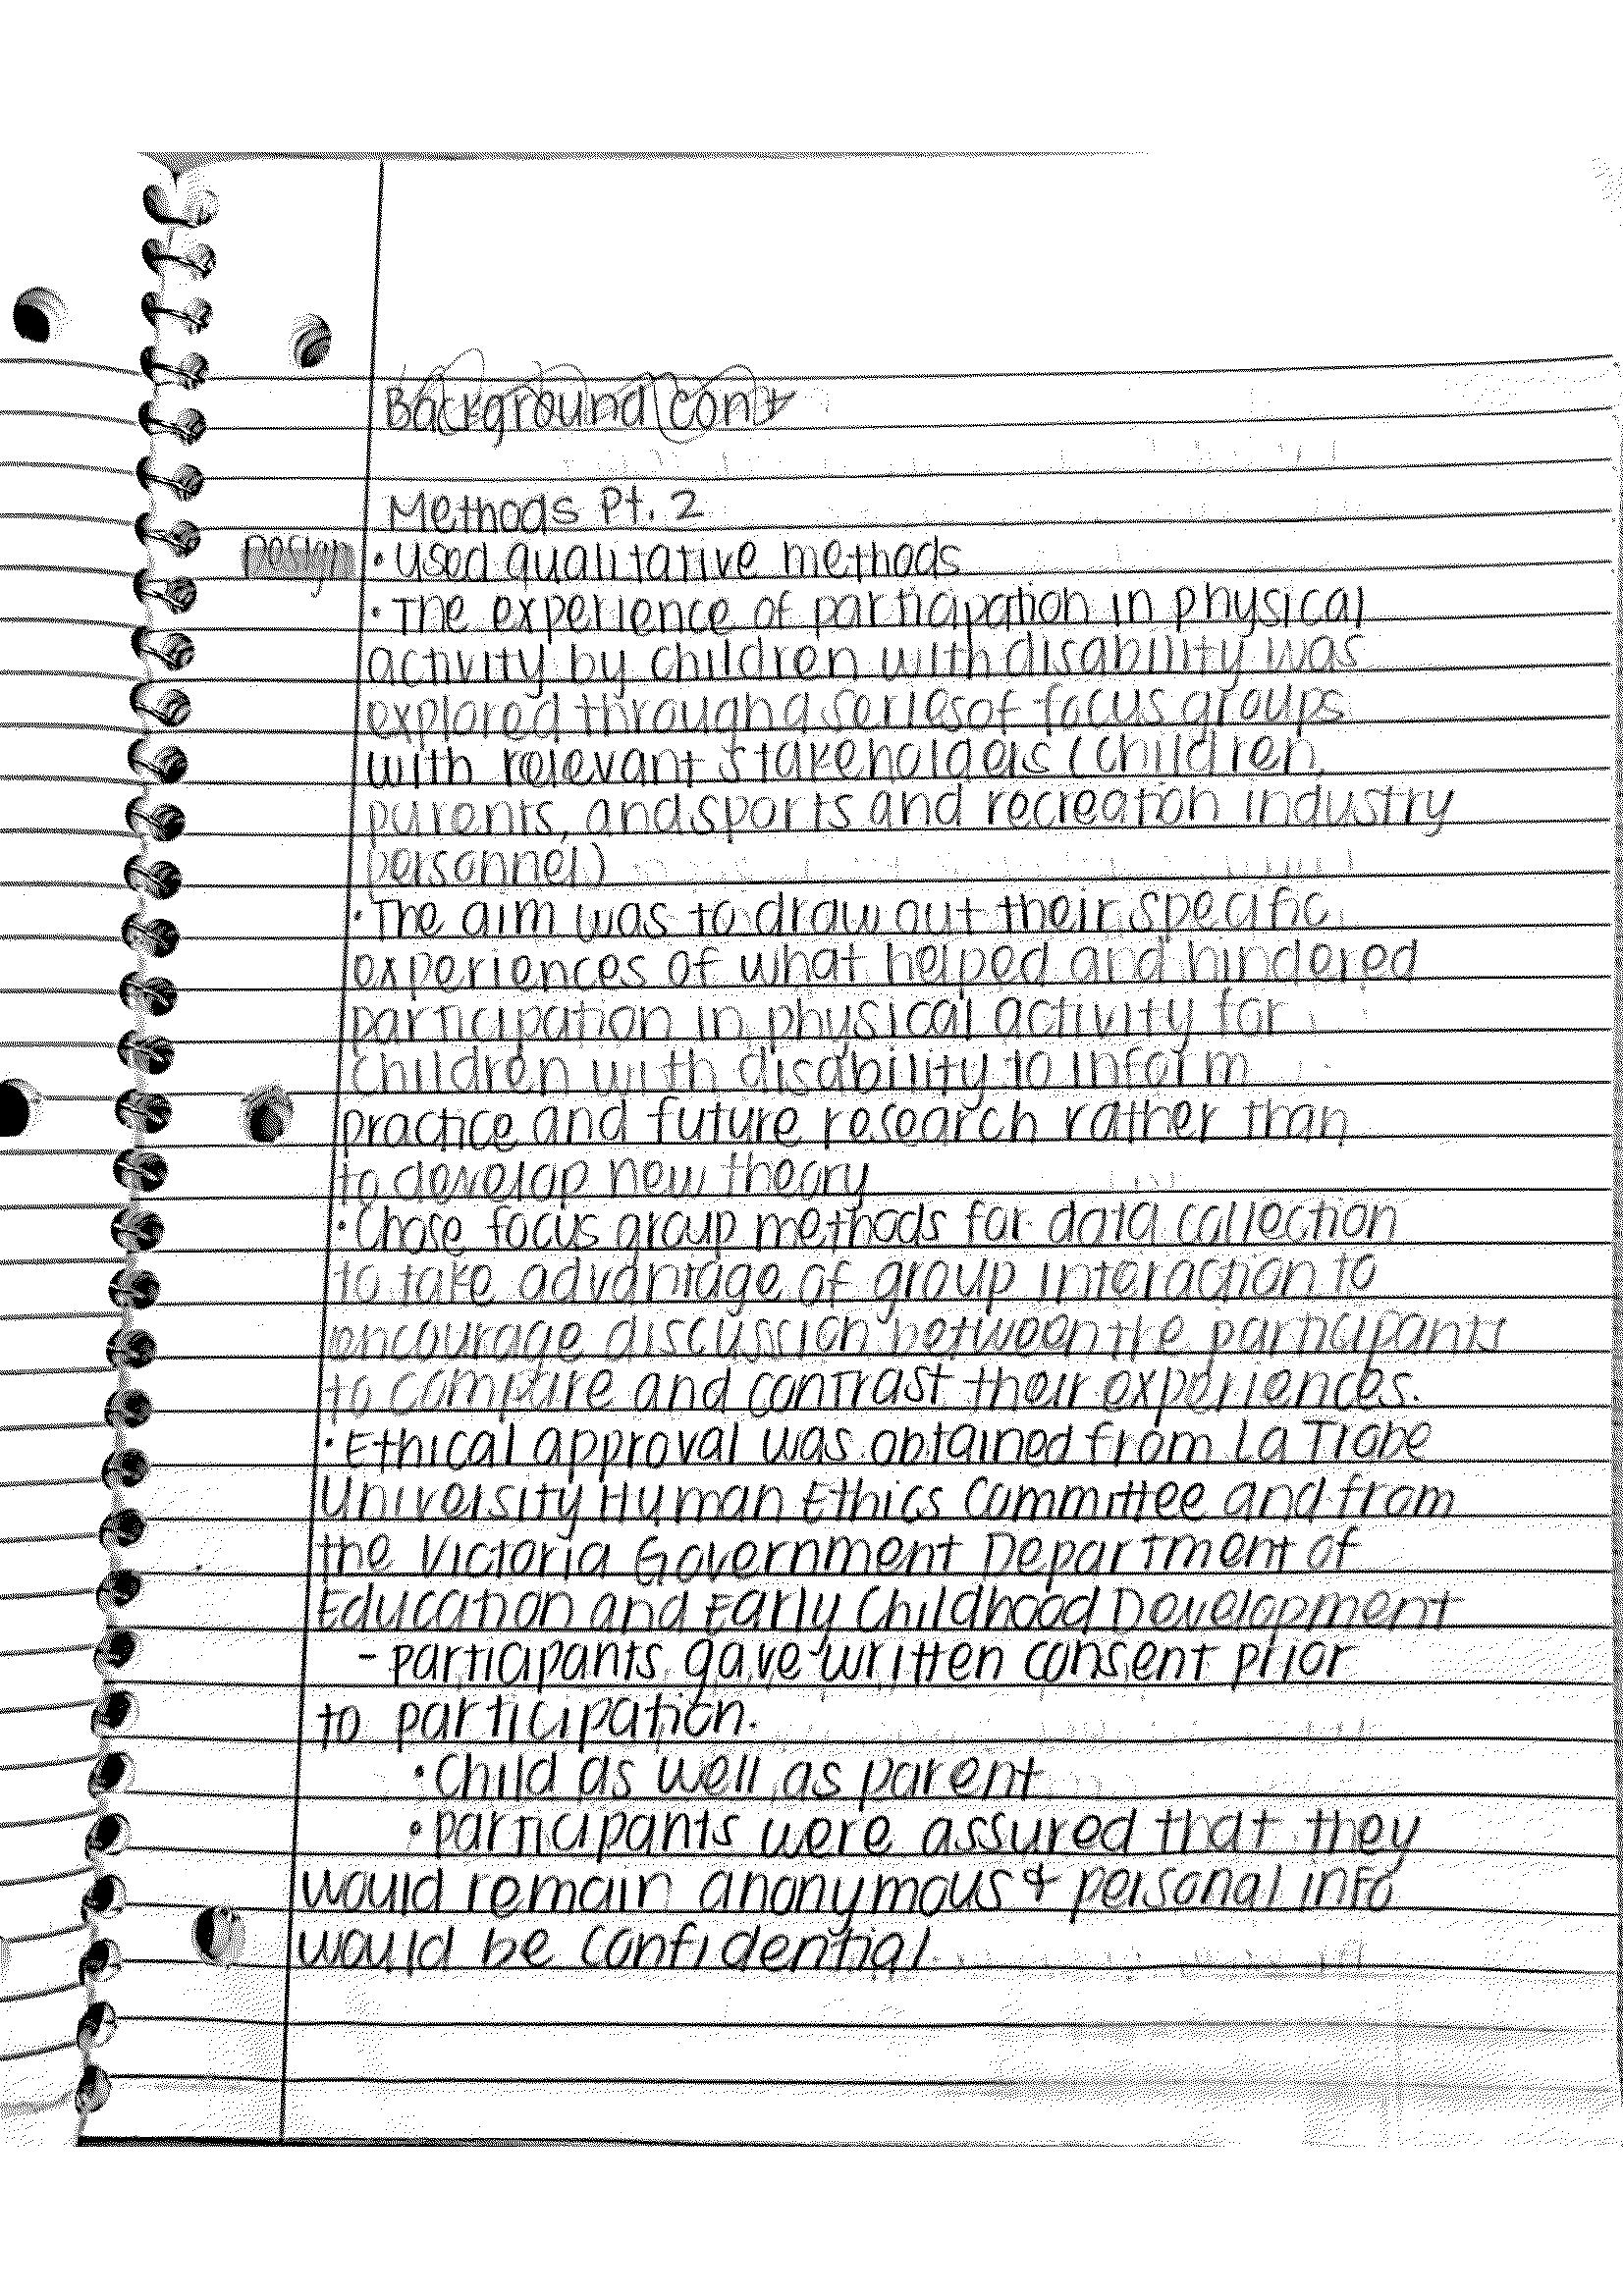 Background cont
Methods Pt. 2
Design • Used qualitative methods
• The experience of participation in physical
activity by children with disability was
explored through a series of focus groups
with relevant stakeholders (children,
parents, and sports and recreation industry
personnel)
• The aim was to draw out their specific
experiences of what helped and hindered
participation in physical activity for
children with disability to inform
practice and future research rather than
to develop new theory
• Chose focus group methods for data collection
to take advantage of group interaction to
encourage discussion between the participants
to compare and contrast their experiences.
• Ethical approval was obtained from La Trobe
University Human Ethics Committee and from
the Victoria Government Department of
Education and Early Childhood Development
- participants gave written consent prior
to participation.
• Child as well as parent
• participants were assured that they
would remain anonymous & personal info
would be confidential.